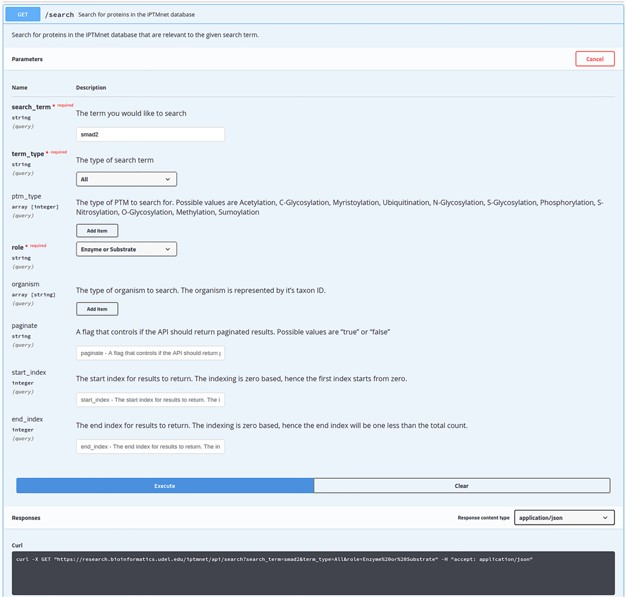 GET /search Search for proteins in the iPTMnet database
Search for proteins in the iPTMnet database that are relevant to the given search term.
Parameters
Cancel
Name Description
search_term * required
string
(query)
The term you would like to search
smad2
term_type * required
string
(query)
The type of search term
All
ptm_type
array [integer]
(query)
The type of PTM to search for. Possible values are Acetylation, C-Glycosylation, Myristoylation, Ubiquitination, N-Glycosylation, S-Glycosylation, Phosphorylation, S-
Nitrosylation, O-Glycosylation, Methylation, Sumoylation
Add item
role * required
string
(query)
Enzyme or Substrate
organism
array [string]
(query)
The type of organism to search. The organism is represented by it's taxon ID.
Add item
paginate
string
(query)
A flag that controls if the API should return paginated results. Possible values are "true" or "false"
paginate - A flag that controls if the API should return p
start_index
integer
(query)
The start index for results to return. The indexing is zero based, hence the first index starts from zero.
start_index - The start index for results to return. The i
end_index
integer
(query)
The end index for results to return. The indexing is zero based, hence the end index will be one less than the total count.
end_index - The end index for results to return. The in
Execute Clear
Responses Response content type application/json
Curl
curl -X GET "https://research.bioinformatics.udel.edu/iptmnet/api/search?search_term=smad2&term_type=All&role=Enzyme%20or%20Substrate" -H "accept: application/json"